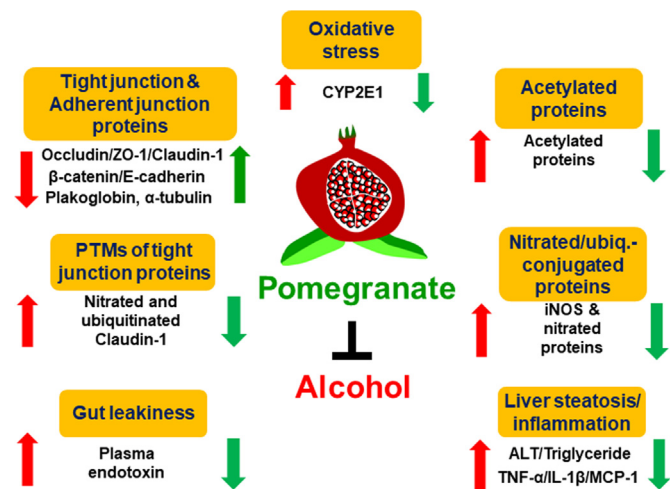 Oxidative
stress
CYP2E1
Tight junction &
Adherent junction
proteins
Occludin/ZO-1/Claudin-1
β-catenin/E-cadherin
Plakoglobin, α-tubulin
PTMs of tight
junction proteins
Nitrated and
ubiquitinated
Claudin-1
Gut leakiness
Plasma
endotoxin
Pomegranate
Alcohol
Acetylated
proteins
Acetylated
proteins
Nitrated/ubiq.-
conjugated
proteins
iNOS &
nitrated
proteins
Liver steatosis/
inflammation
ALT/Triglyceride
TNF-α/IL-1β/MCP-1